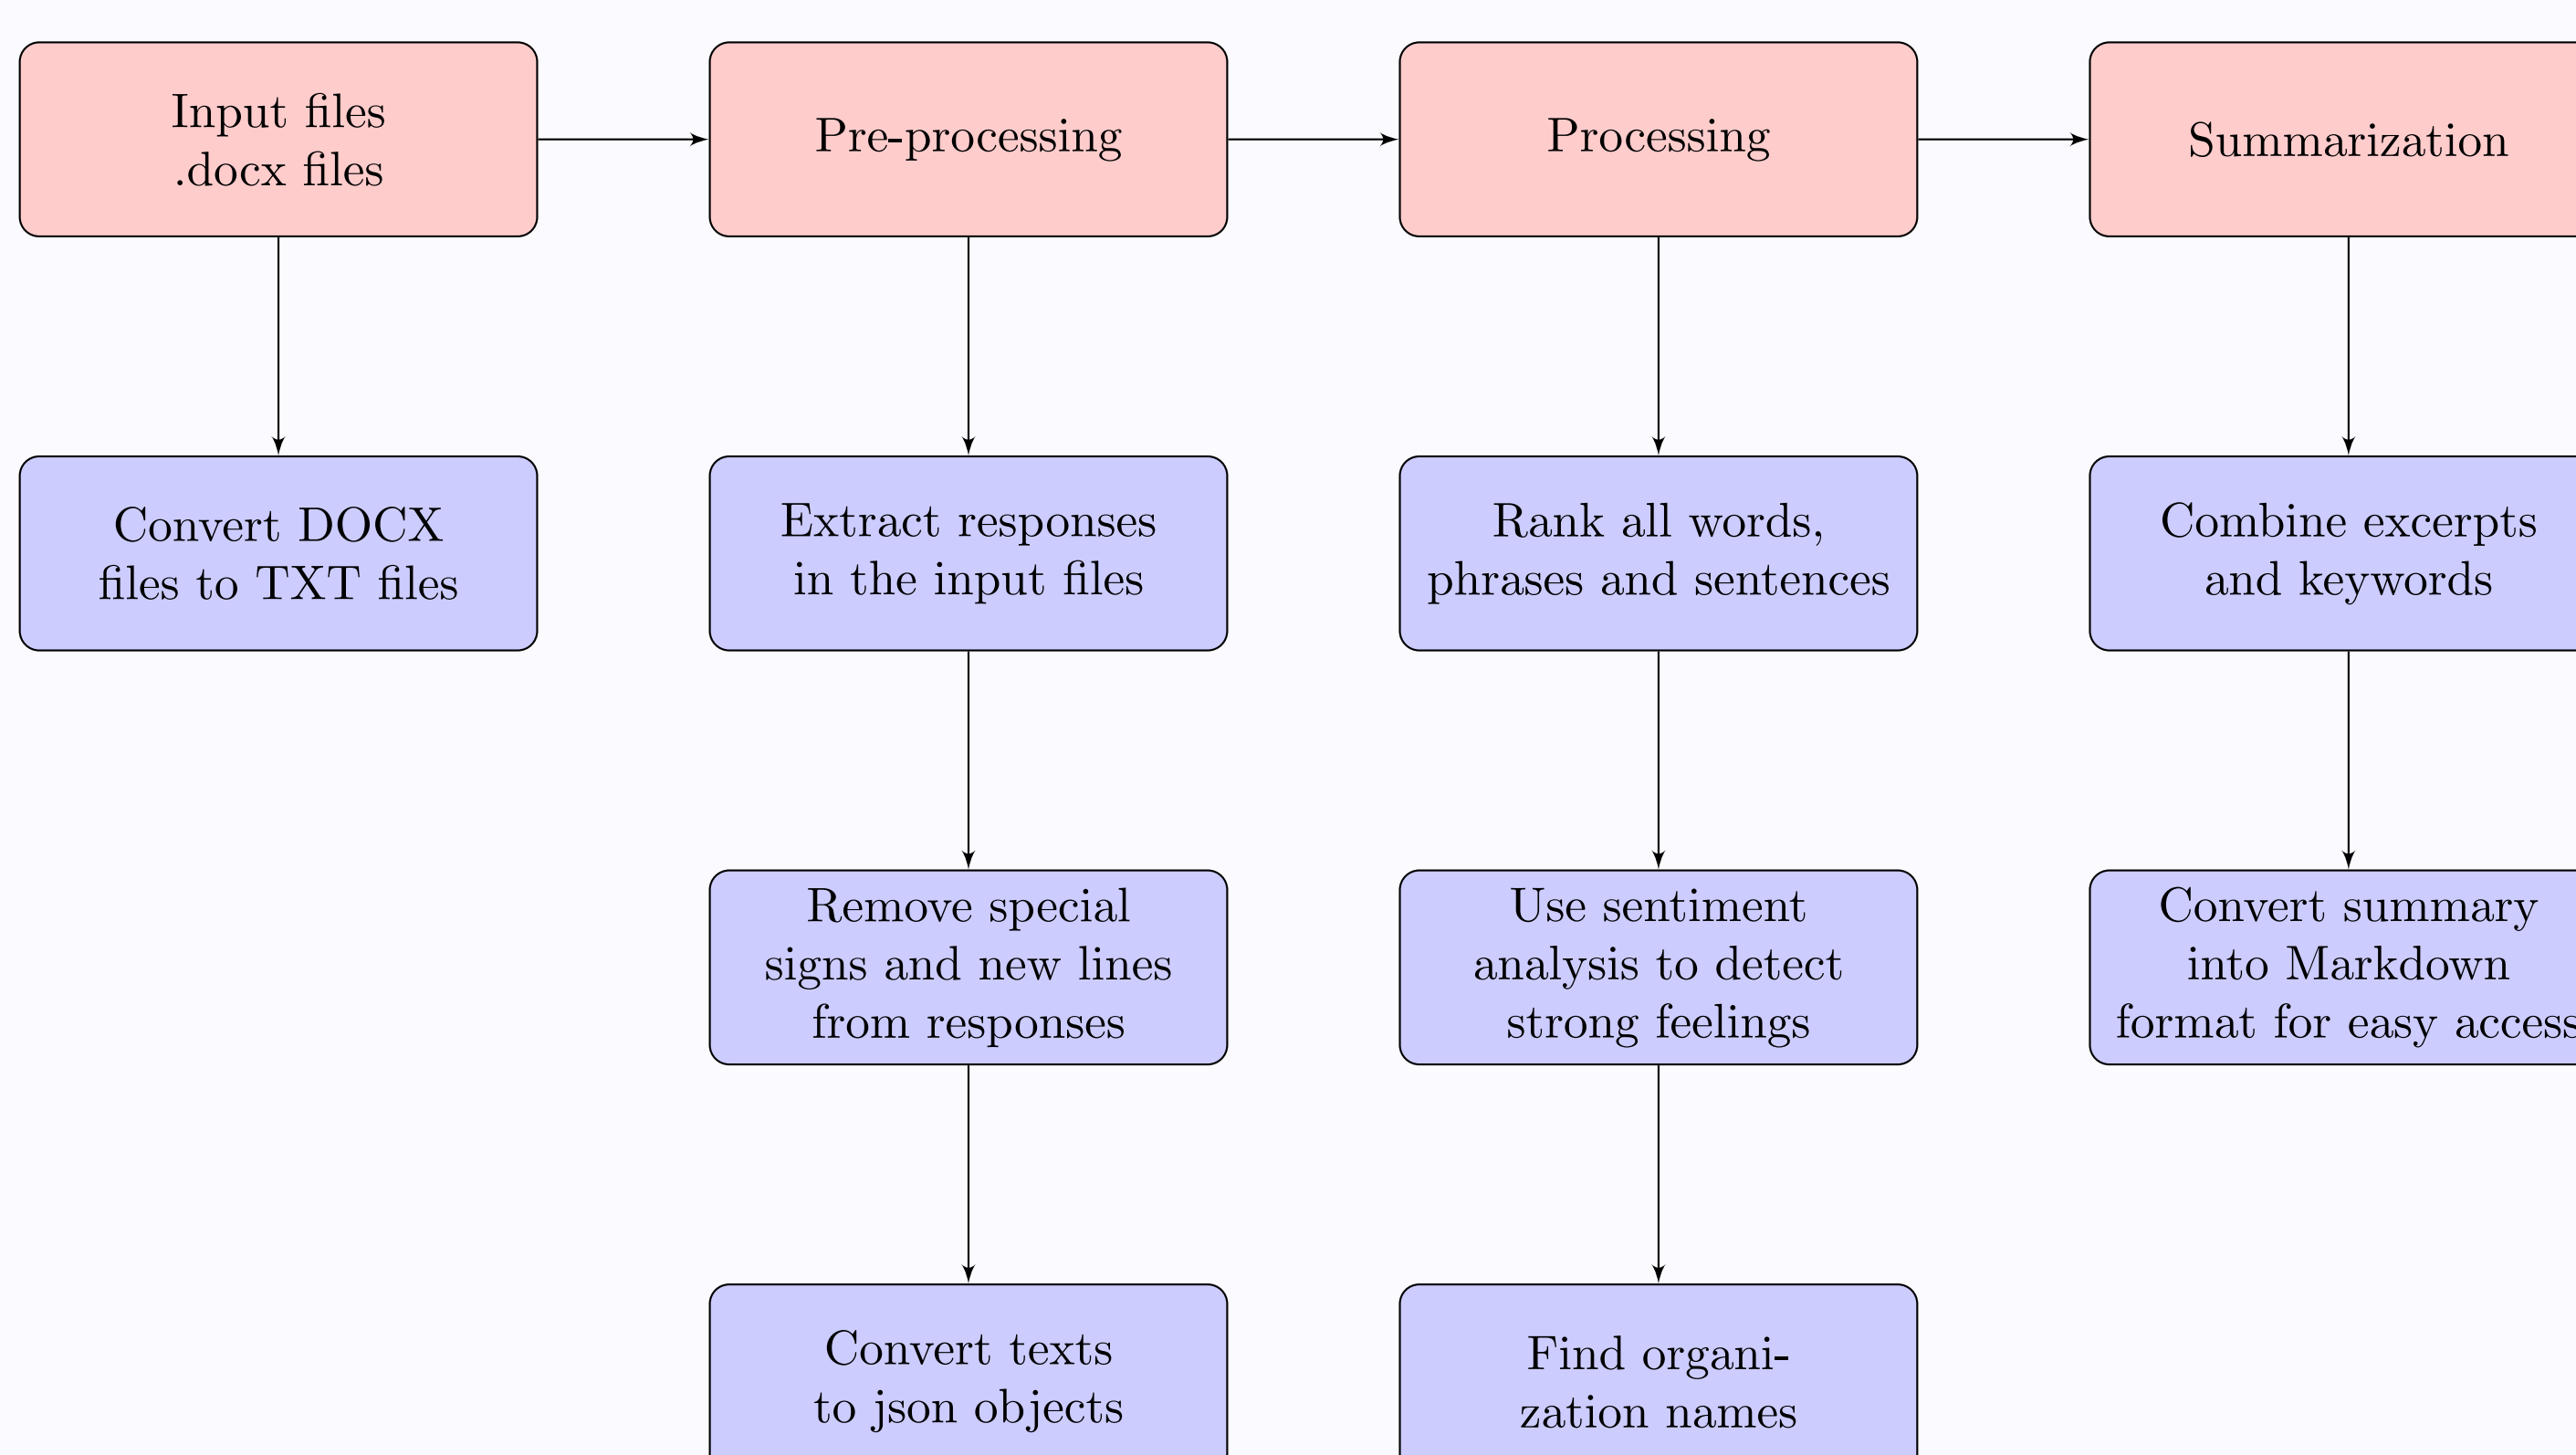 Input files
.docx files
Pre-processing
Processing
Summarization
Convert DOCX
files to TXT files
Extract responses
in the input files
Rank all words,
phrases and sentences
Combine excerpts
and keywords
Remove special
signs and new lines
from responses
Use sentiment
analysis to detect
strong feelings
Convert summary
into Markdown
format for easy access
Convert texts
to json objects
Find organi-
zation names